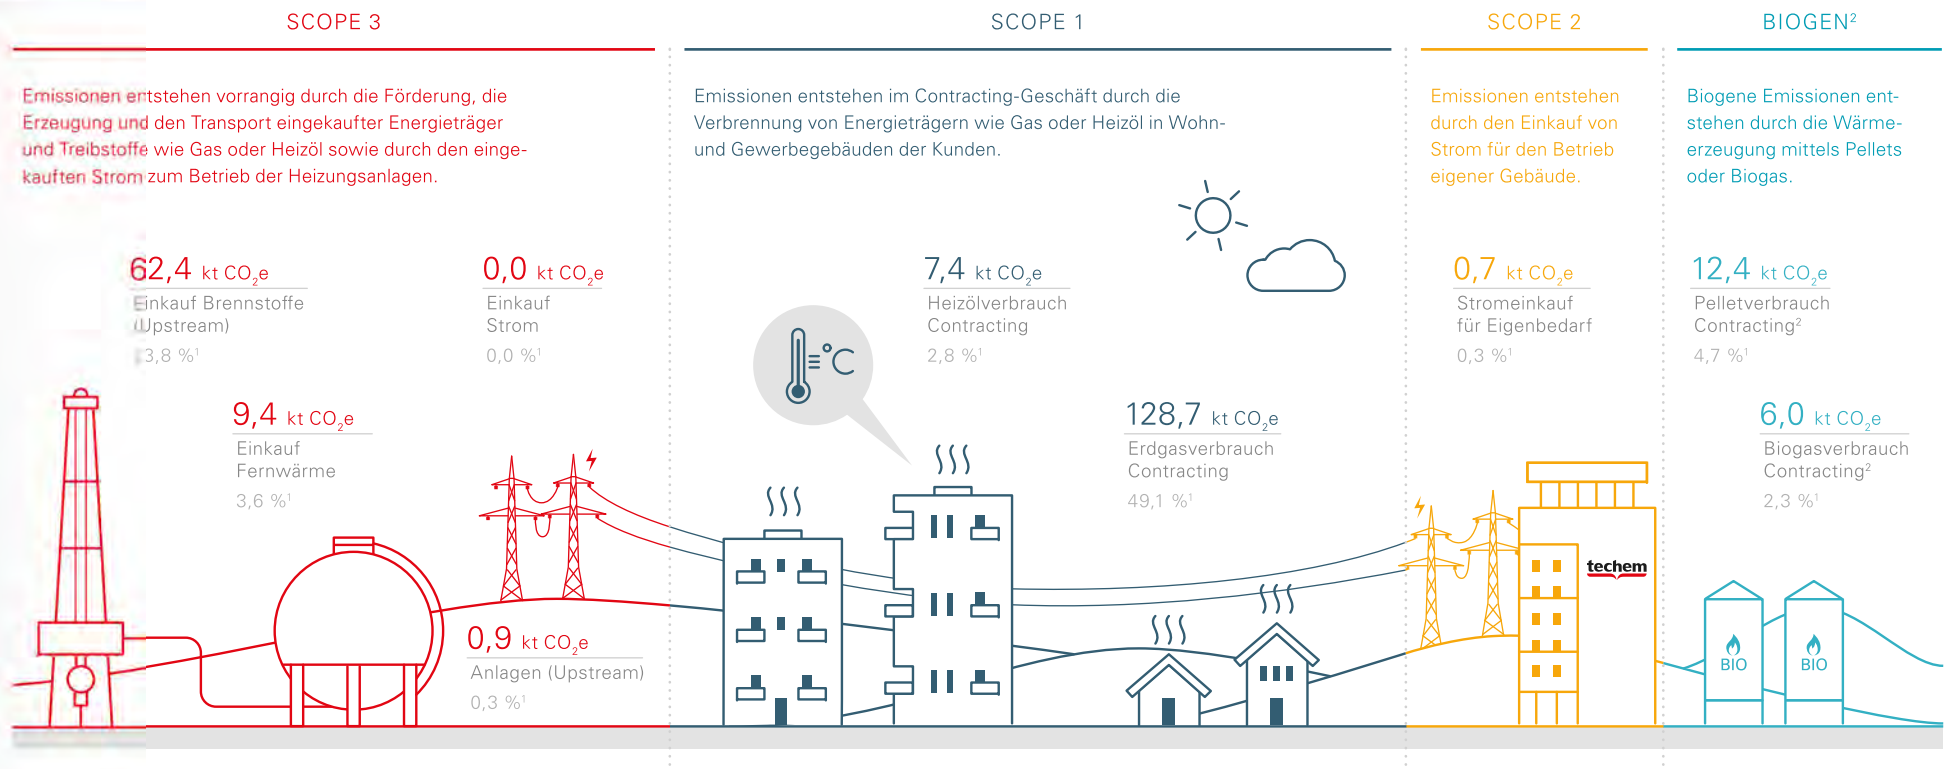 SCOPE 3
Emissionen entstehen vorrangig durch die Förderung, die
Erzeugung und den Transport eingekaufter Energieträger
und Treibstoffe wie Gas oder Heizöl sowie durch den einge-
kauften Strom zum Betrieb der Heizungsanlagen.
62,4 kt CO₂e
Einkauf Brennstoffe
(Upstream)
3,8 %¹
0,0 kt CO₂e
Einkauf
Strom
0,0 %¹
9,4 kt CO₂e
Einkauf
Fernwärme
3,6 %¹
0,9 kt CO₂e
Anlagen (Upstream)
0,3 %¹
SCOPE 1
Emissionen entstehen im Contracting-Geschäft durch die
Verbrennung von Energieträgern wie Gas oder Heizöl in Wohn-
und Gewerbegebäuden der Kunden.
7,4 kt CO₂e
Heizölverbrauch
Contracting
2,8 %¹
°C
128,7 kt CO₂e
Erdgasverbrauch
Contracting
49,1 %¹
SCOPE 2
Emissionen entstehen
durch den Einkauf von
Strom für den Betrieb
eigener Gebäude.
0,7 kt CO₂e
Stromeinkauf
für Eigenbedarf
0,3 %¹
techem
BIOGEN²
Biogene Emissionen ent-
stehen durch die Wärme-
erzeugung mittels Pellets
oder Biogas.
12,4 kt CO₂e
Pelletverbrauch
Contracting²
4,7 %¹
6,0 kt CO₂e
Biogasverbrauch
Contracting²
2,3 %¹
BIO
BIO